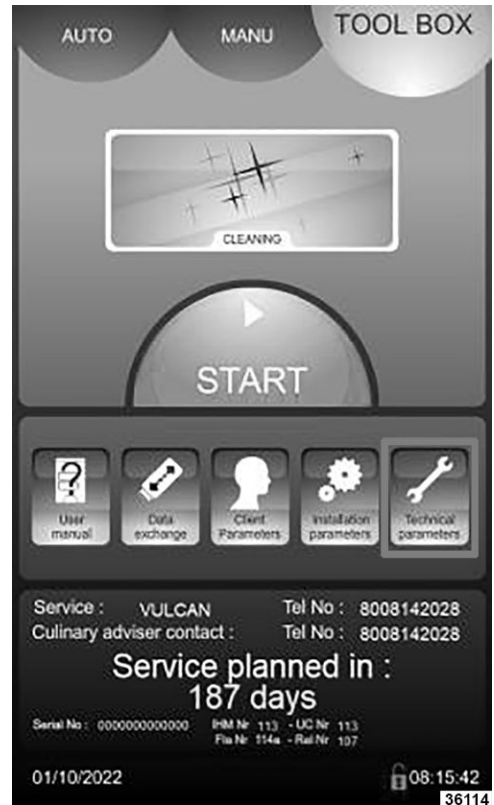 AUTO MANU TOOL BOX
CLEANING
START
User manual
Data exchange
Client Parameters
Installation parameters
Technical parameters
Service : VULCAN Tel No : 8008142028
Culinary adviser contact : Tel No : 8008142028
Service planned in :
187 days
Serial No : 0000000000000 IHM Nr 113 - UC Nr 113
Fla Nr 114a - Ral Nr 107
01/10/2022 08:15:42
36114